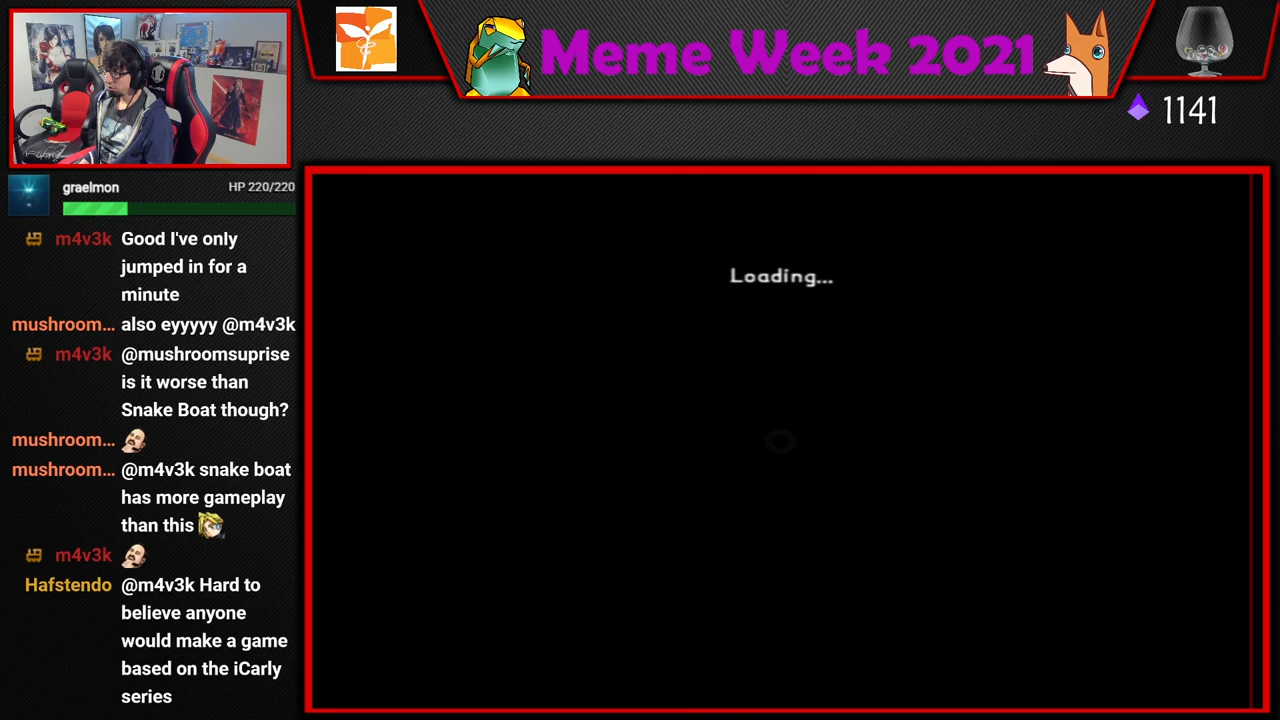 Meme Week 2021
1141
graelmon HP 220/220
m4v3k Good I've only
jumped in for a
minute
mushroom... also eyyyyy @m4v3k
m4v3k @mushroomsuprise
is it worse than
Snake Boat though?
mushroom...
mushroom... @m4v3k snake boat
has more gameplay
than this
m4v3k
Hafstendo @m4v3k Hard to
believe anyone
would make a game
based on the iCarly
series
Loading...